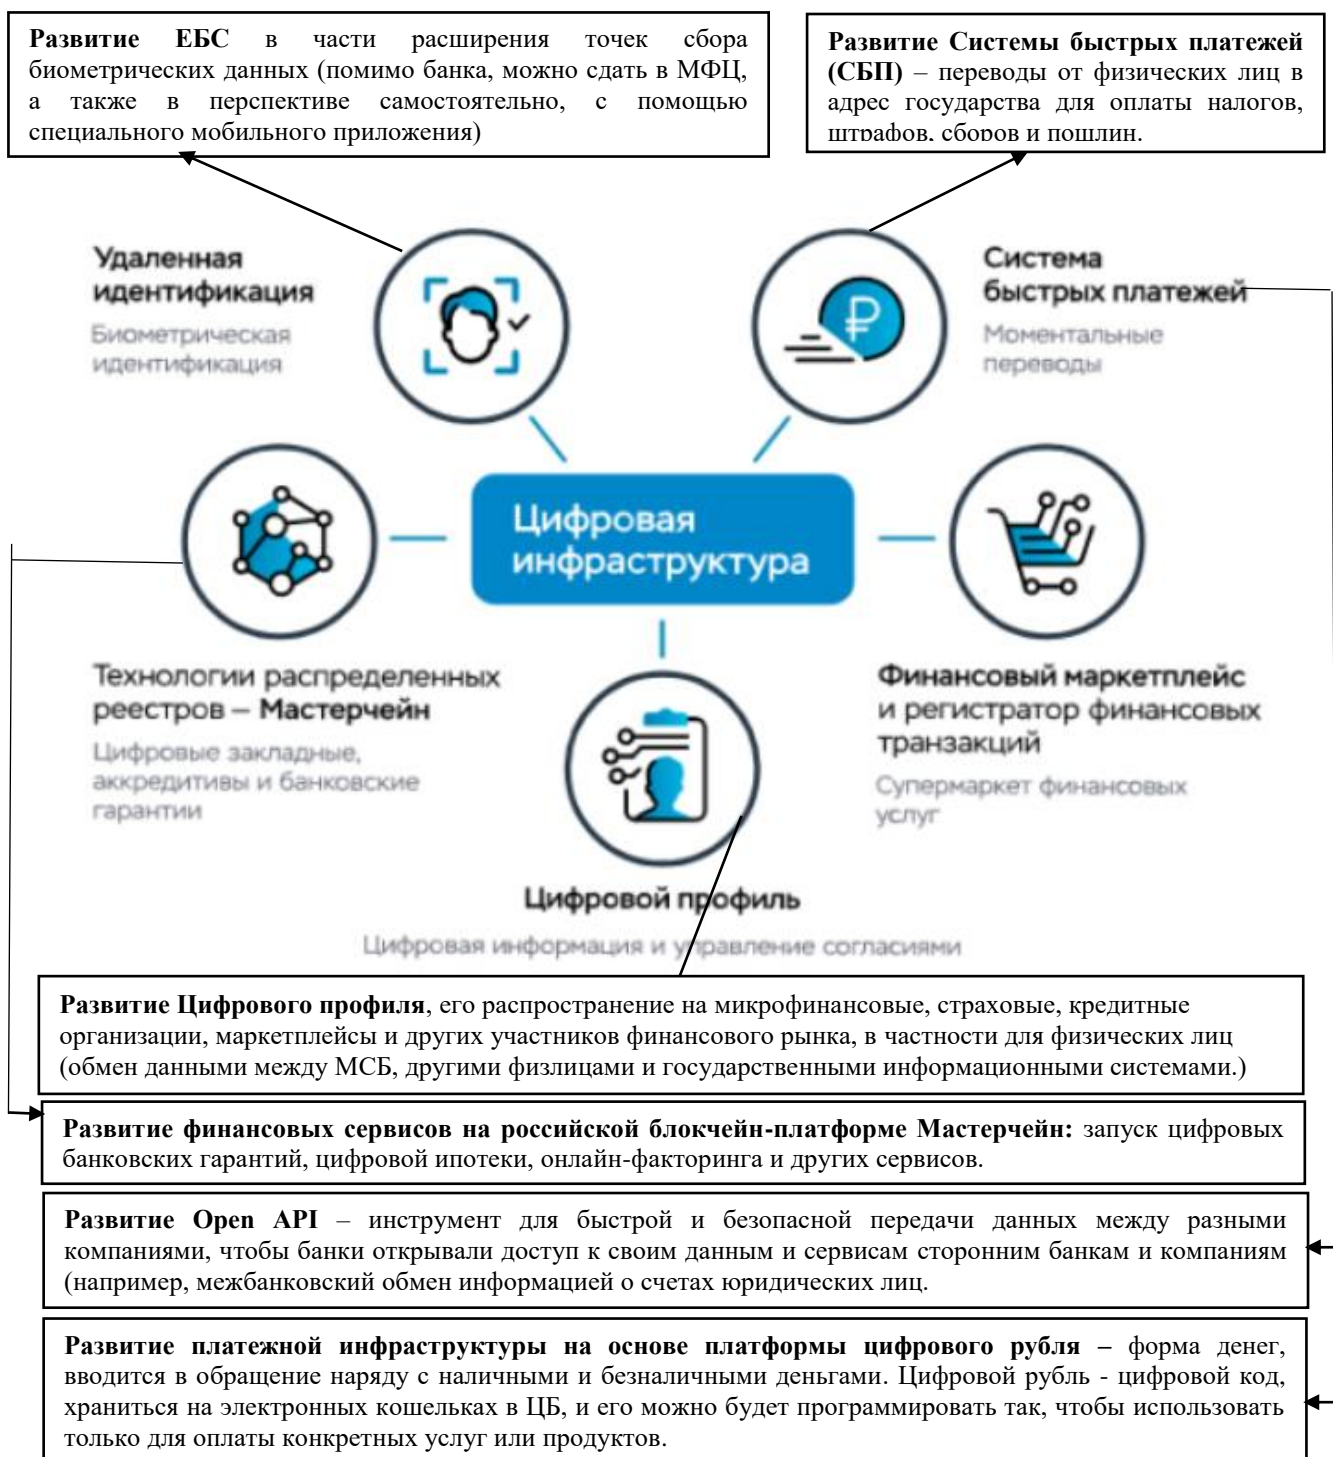 Развитие ЕБС в части расширения точек сбора
биометрических данных (помимо банка, можно сдать в МФЦ,
а также в перспективе самостоятельно, с помощью
специального мобильного приложения)
Развитие Системы быстрых платежей
(СБП) – переводы от физических лиц в
адрес государства для оплаты налогов,
штрафов, сборов и пошлин.
Удаленная
идентификация
Биометрическая
идентификация
Система
быстрых платежей
Моментальные
переводы
Цифровая
инфраструктура
Технологии распределенных
реестров – Мастерчейн
Цифровые закладные,
аккредитивы и банковские
гарантии
Финансовый маркетплейс
и регистратор финансовых
транзакций
Супермаркет финансовых
услуг
Цифровой профиль
Цифровая информация и управление согласиями
Развитие Цифрового профиля, его распространение на микрофинансовые, страховые, кредитные
организации, маркетплейсы и других участников финансового рынка, в частности для физических лиц
(обмен данными между МСБ, другими физлицами и государственными информационными системами.)
Развитие финансовых сервисов на российской блокчейн-платформе Мастерчейн: запуск цифровых
банковских гарантий, цифровой ипотеки, онлайн-факторинга и других сервисов.
Развитие Open API – инструмент для быстрой и безопасной передачи данных между разными
компаниями, чтобы банки открывали доступ к своим данным и сервисам сторонним банкам и компаниям
(например, межбанковский обмен информацией о счетах юридических лиц.
Развитие платежной инфраструктуры на основе платформы цифрового рубля – форма денег,
вводится в обращение наряду с наличными и безналичными деньгами. Цифровой рубль - цифровой код,
храниться на электронных кошельках в ЦБ, и его можно будет программировать так, чтобы использовать
только для оплаты конкретных услуг или продуктов.